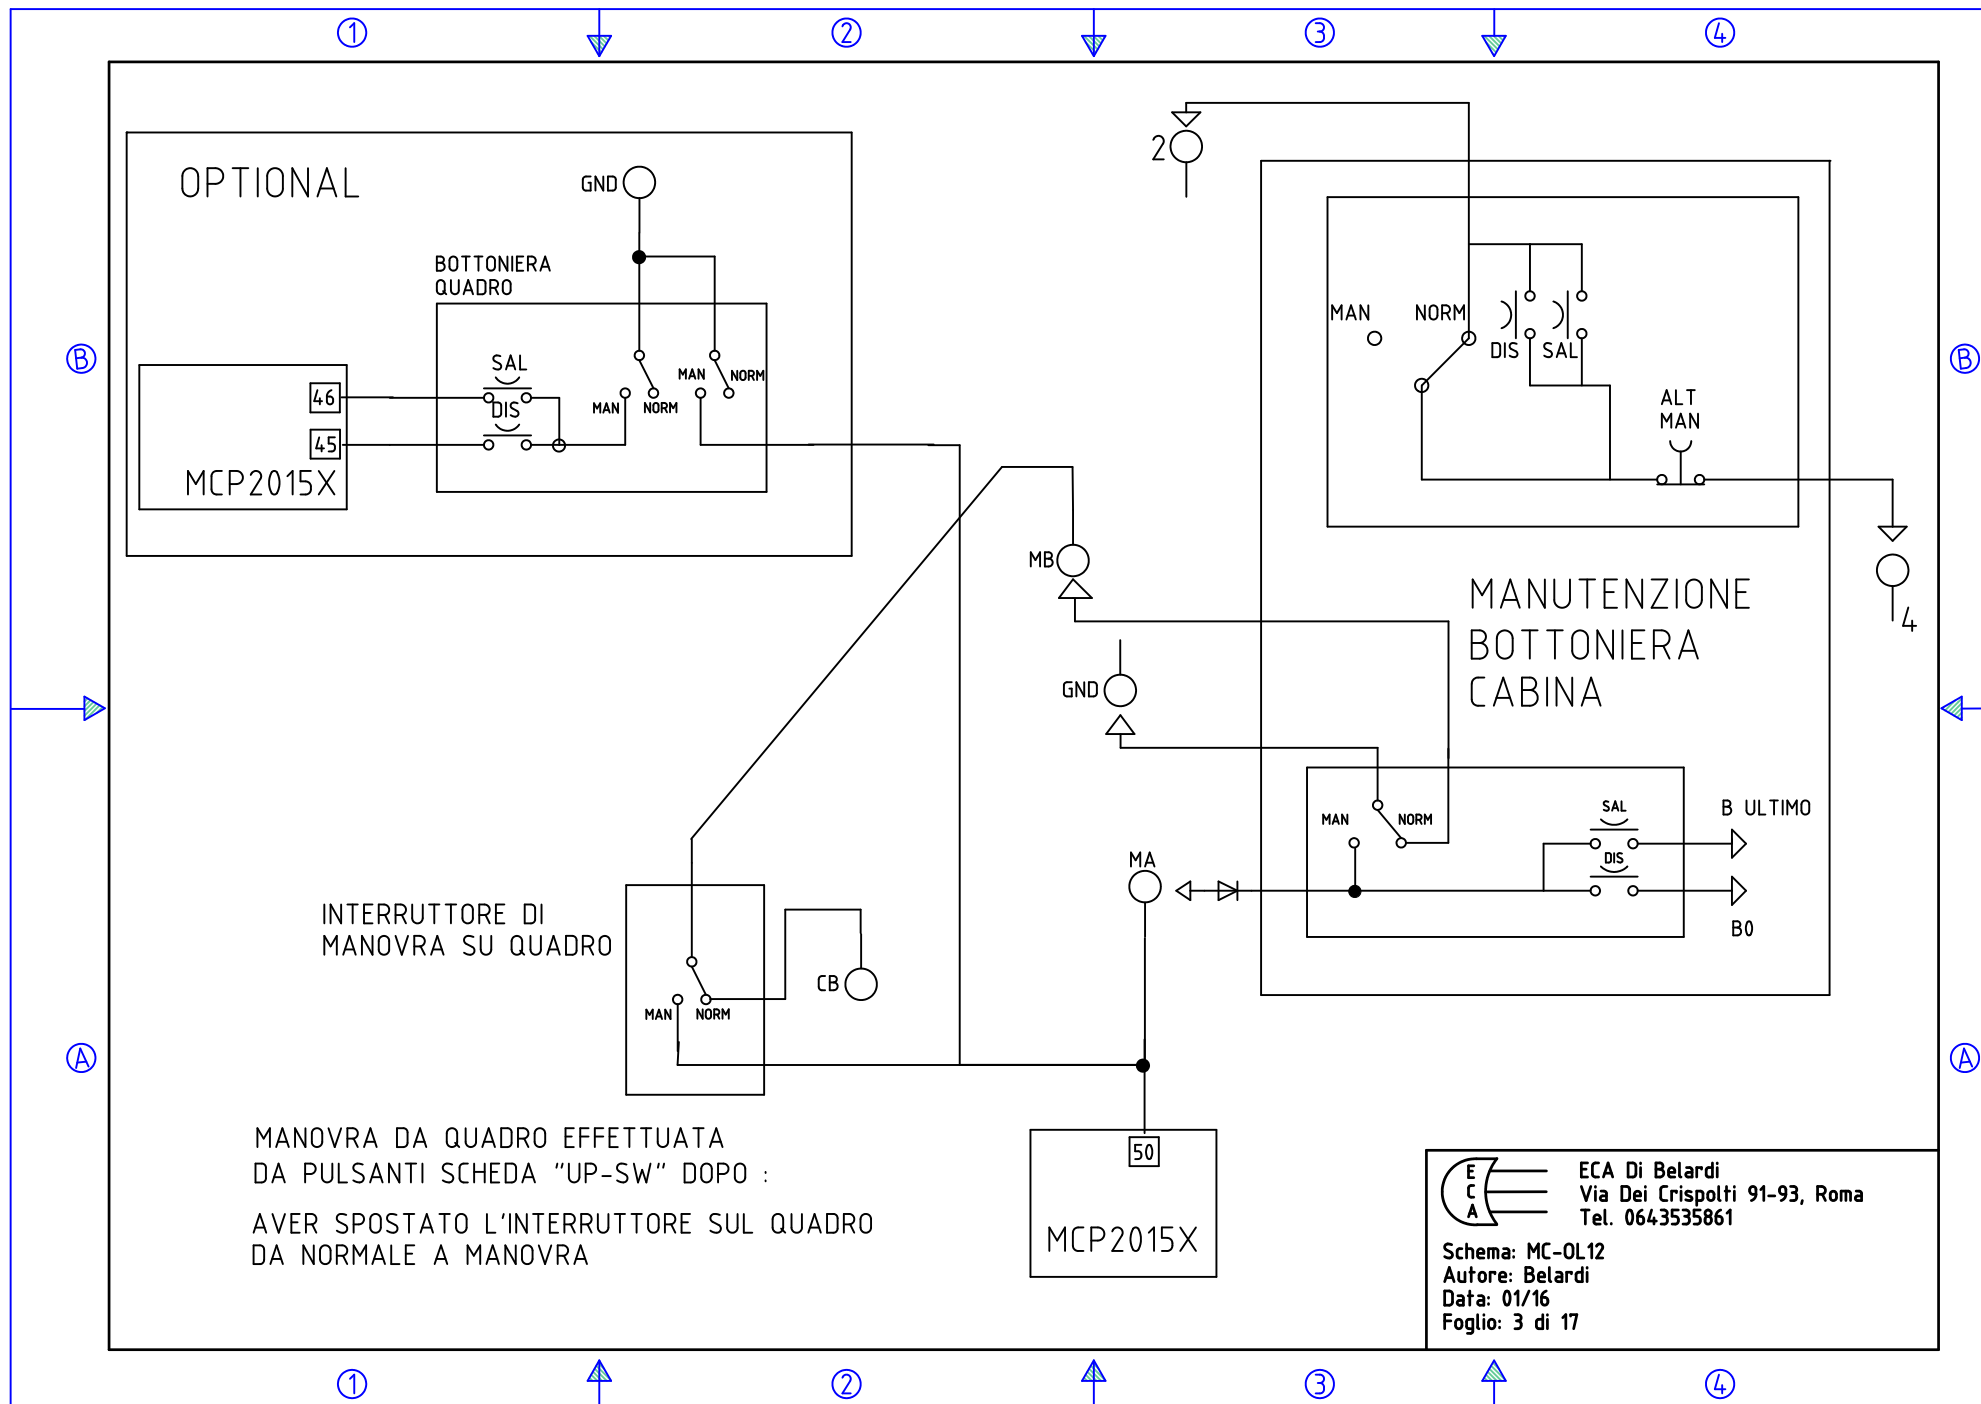 1
2
3
4
OPTIONAL
GND
BOTTONIERA
QUADRO
SAL
DIS
46
45
MCP2015X
MAN
NORM
MAN
NORM
2
MAN
NORM
DIS
SAL
ALT
MAN
4
B
B
MB
GND
MANUTENZIONE
BOTTONIERA
CABINA
MAN
NORM
SAL
DIS
B ULTIMO
B0
MA
INTERRUTTORE DI
MANOVRA SU QUADRO
MAN
NORM
CB
A
A
MANOVRA DA QUADRO EFFETTUATA
DA PULSANTI SCHEDA "UP-SW" DOPO :
AVER SPOSTATO L'INTERRUTTORE SUL QUADRO
DA NORMALE A MANOVRA
50
MCP2015X
E
C
A
ECA Di Belardi
Via Dei Crispolti 91-93, Roma
Tel. 0643535861
Schema: MC-OL12
Autore: Belardi
Data: 01/16
Foglio: 3 di 17
1
2
3
4